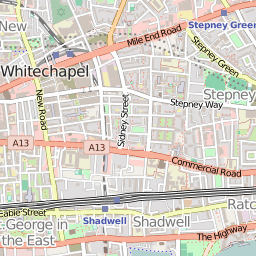 New
Stepney Green
Mile End Road
Stepney Green
Whitechapel
Stepney
Stepney Way
New Road
Sidney Street
A13
A13
Commercial Road
Cable Street
Ratc
Shadwell
Shadwell
George in
the East
The Highway